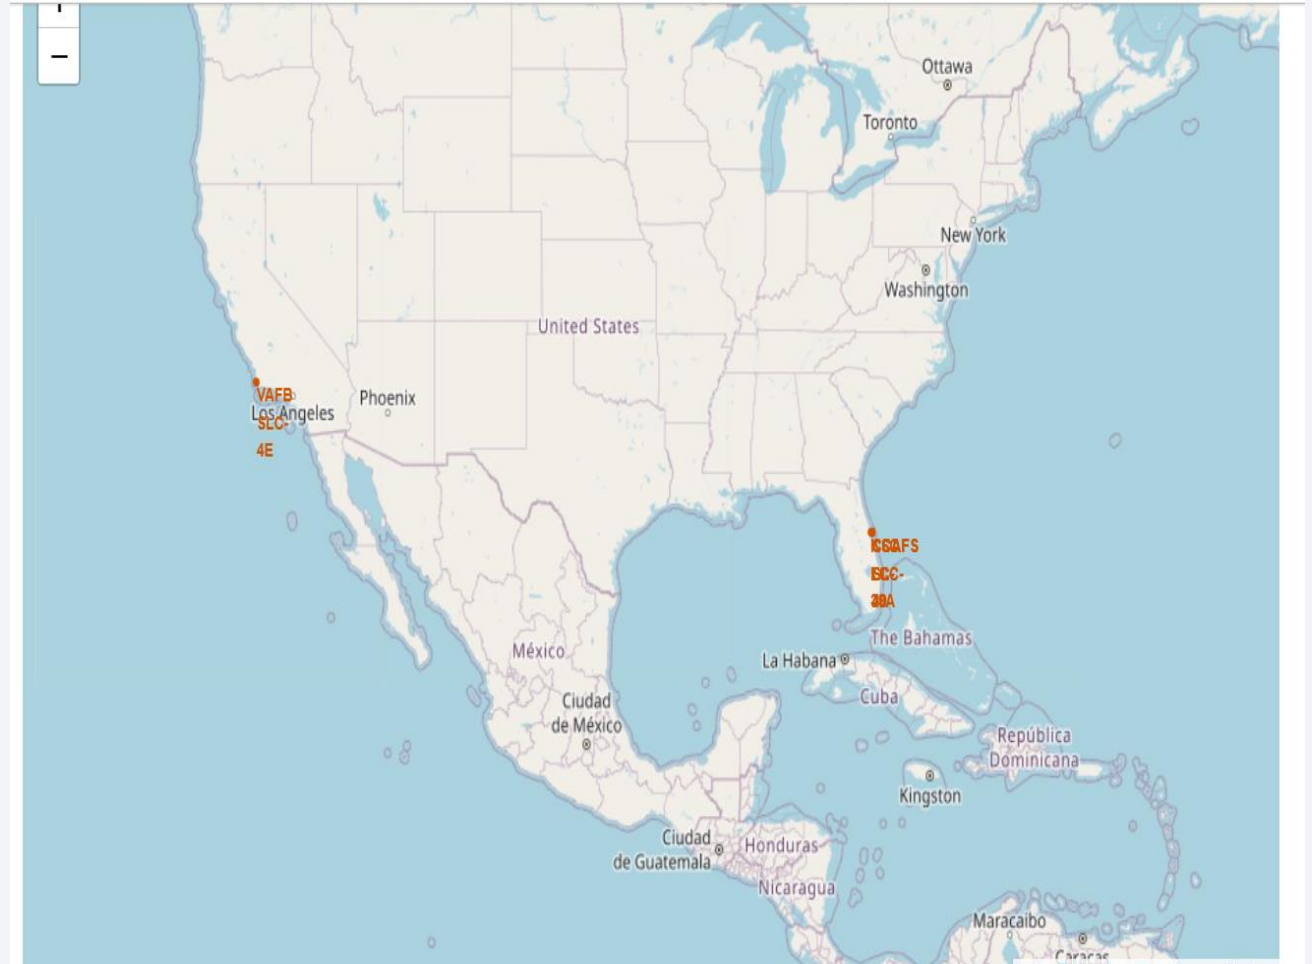 +
−
Ottawa
Toronto
New York
Washington
United States
VAFB
SLC-
4E
Los Angeles
Phoenix
The Bahamas
La Habana
Cuba
México
Ciudad
de México
República
Dominicana
Kingston
Ciudad
de Guatemala
Honduras
Nicaragua
Maracaibo
Caracas